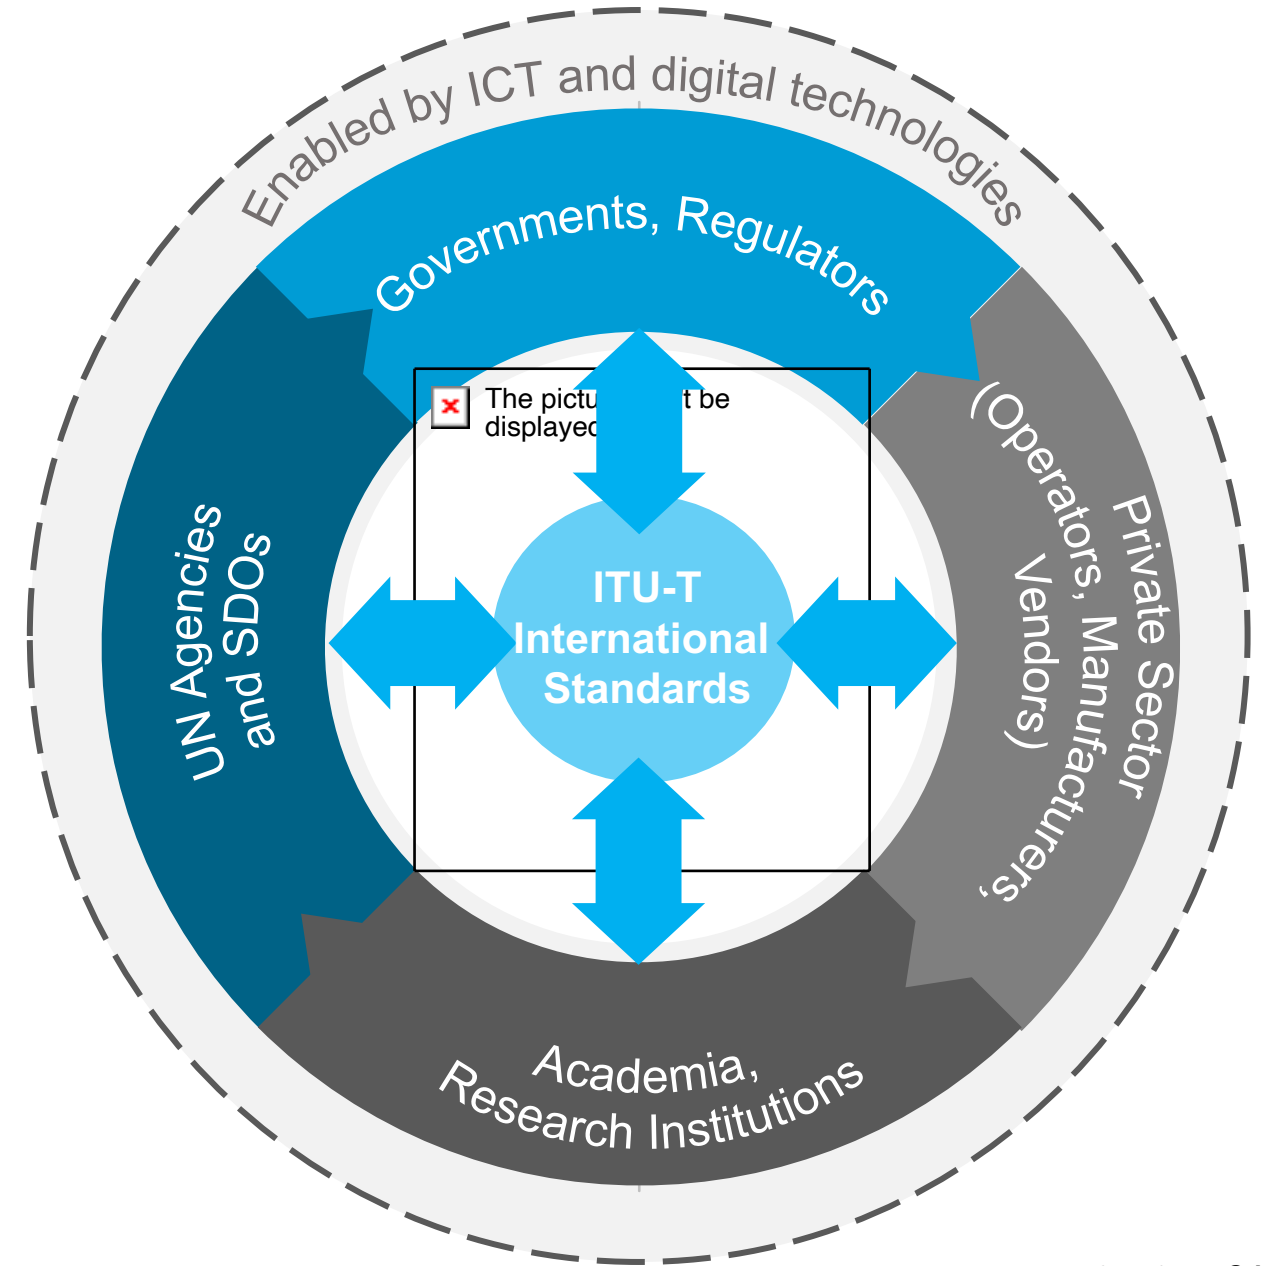 Enabled by ICT and digital technologies
Governments, Regulators
The pictu t be
displayed
Private Sector
(Operators, Manufacturers,
Vendors)
ITU-T
International
Standards
UN Agencies
and SDOs
Academia,
Research Institutions